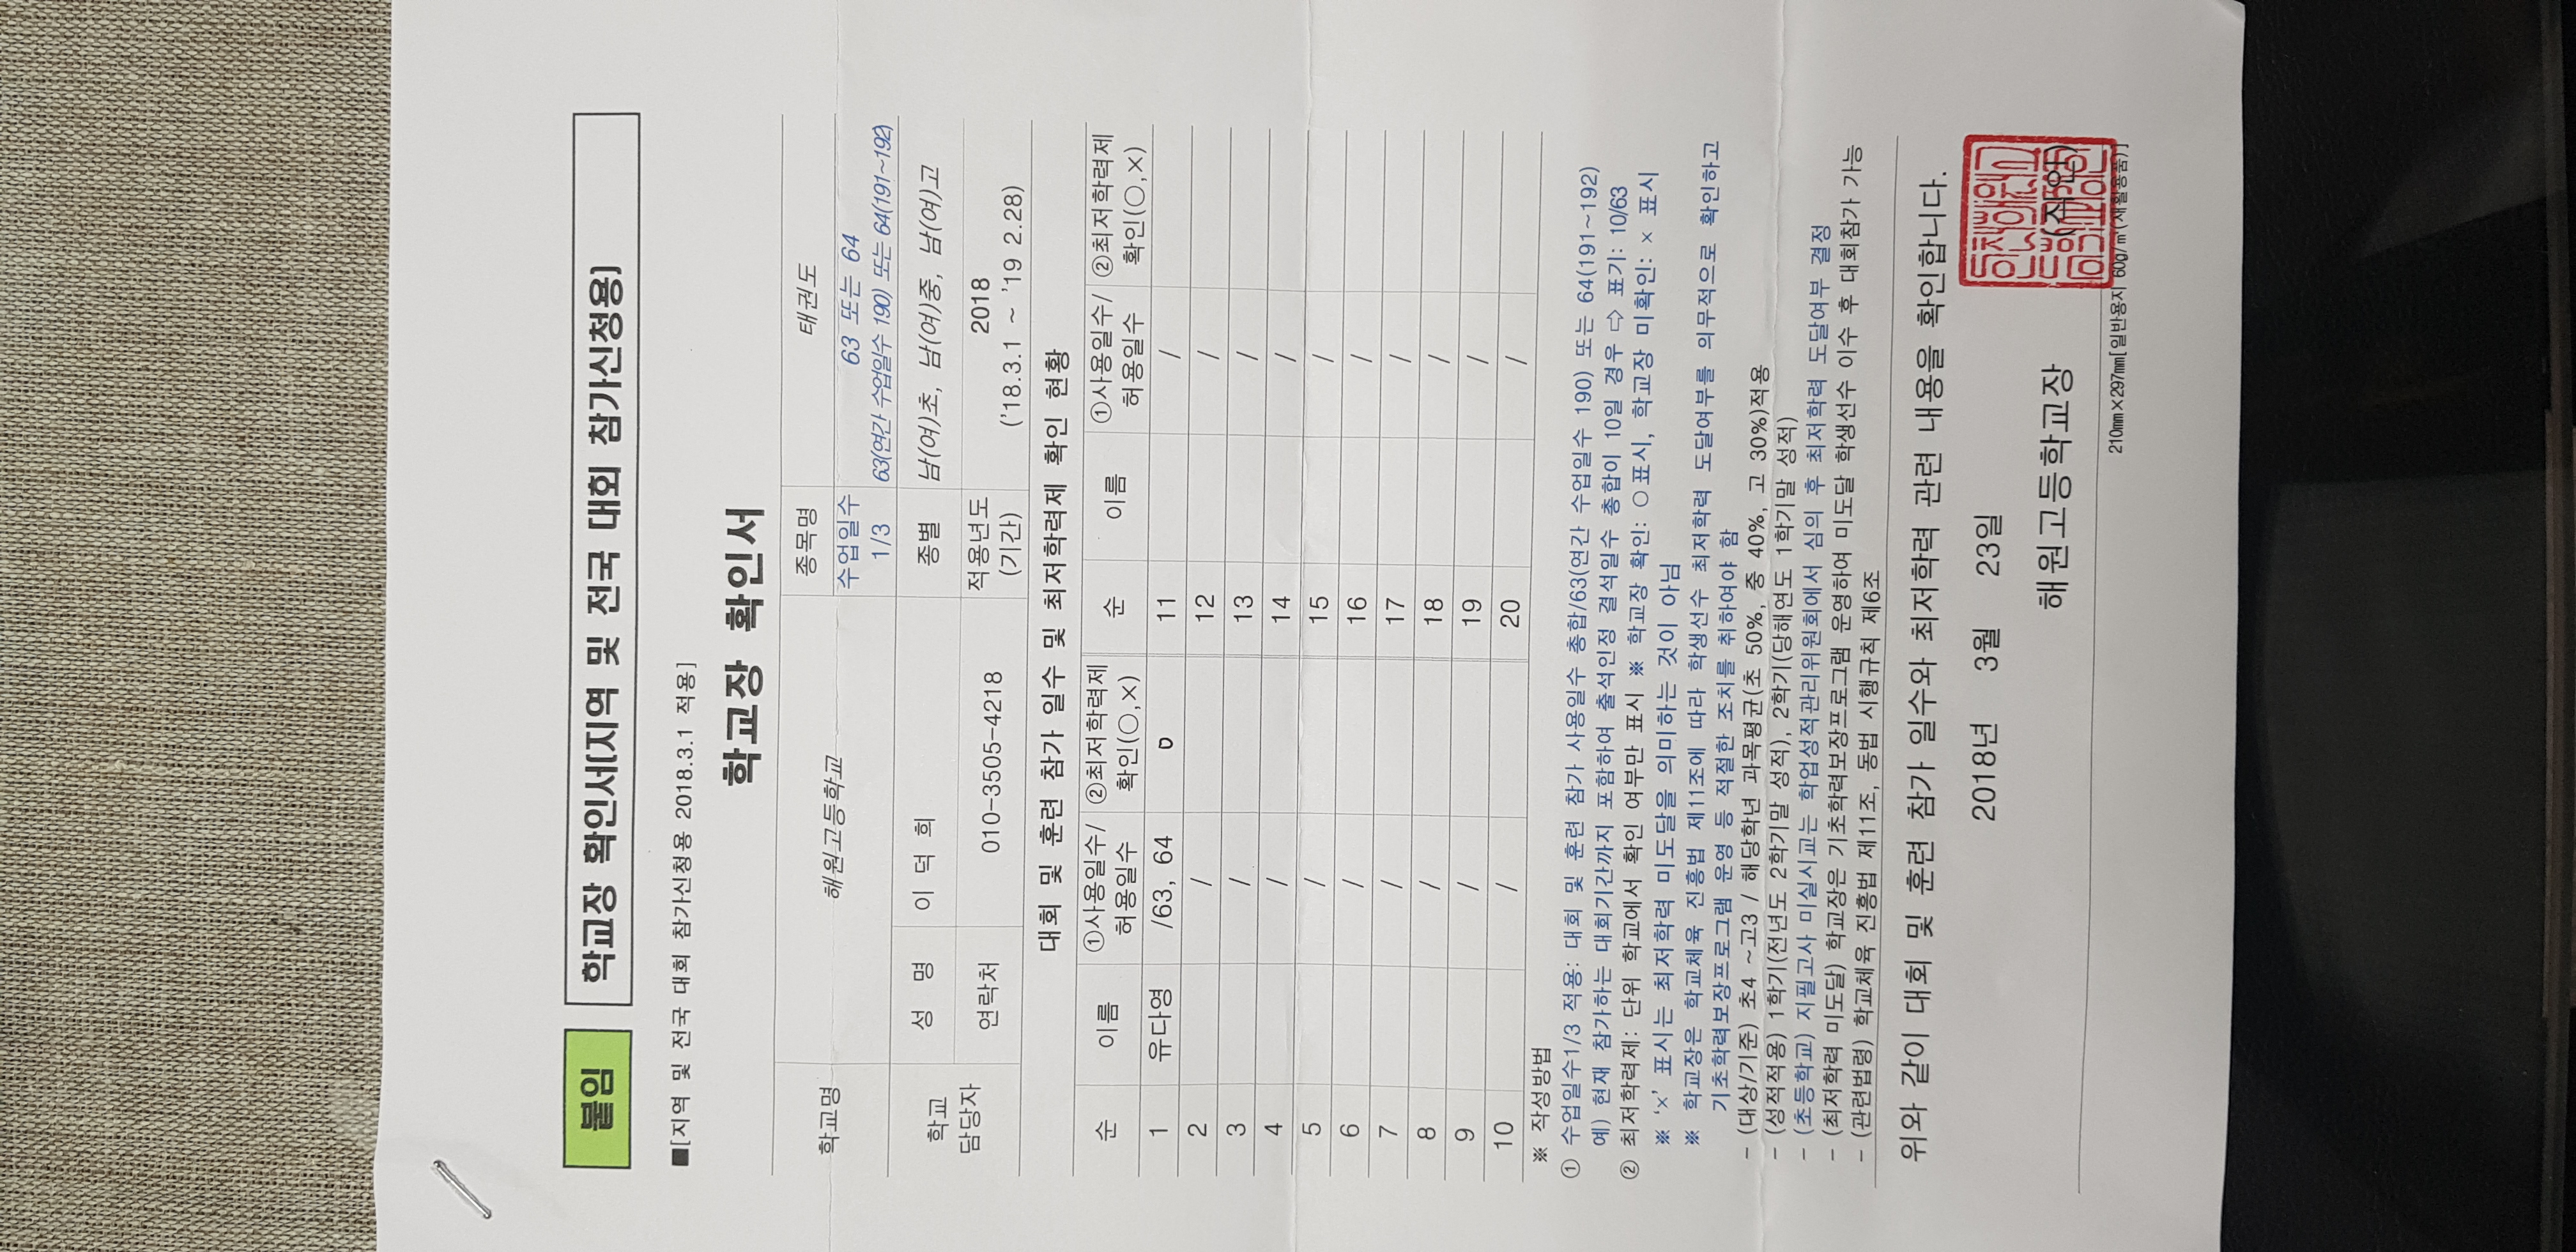 붙임
학교장 확인서[지역 및 전국 대회 참가신청용]
■[지역 및 전국 대회 참가신청용 2018.3.1 적용]
학교장 확인서
학교명 해원고등학교 종목명 태권도
수업일수 1/3 63 또는 64
63(연간 수업일수 190) 또는 64(191~192)
학교 담당자 성 명 이 덕 희 종별 남(여)초, 남(여)중, 남(여)고
연락처 010-3505-4218 적용년도 (기간) 2018
('18.3.1 ~ '19 2.28)
대회 및 훈련 참가 일수 및 최저학력제 확인 현황
순 이름 ①사용일수/허용일수 ②최저학력제 확인(○,×) 순 이름 ①사용일수/허용일수 ②최저학력제 확인(○,×)
1 유다영 /63, 64 o 11 /
2 / 12 /
3 / 13 /
4 / 14 /
5 / 15 /
6 / 16 /
7 / 17 /
8 / 18 /
9 / 19 /
10 / 20 /
※ 작성방법
① 수업일수1/3 적용: 대회 및 훈련 참가 사용일수 총합/63(연간 수업일수 190) 또는 64(191~192)
예) 현재 참가하는 대회기간까지 포함하여 출석인정 결석일수 총합이 10일 경우 ⇨ 표기: 10/63
② 최저학력제: 단위 학교에서 확인 여부만 표시 ※ 학교장 확인: ○ 표시, 학교장 미확인: × 표시
※ '×' 표시는 최저학력 미도달을 의미하는 것이 아님
※ 학교장은 학교체육 진흥법 제11조에 따라 학생선수 최저학력 도달여부를 의무적으로 확인하고
기초학력보장프로그램 운영 등 적절한 조치를 취하여야 함
- (대상/기준) 초4 ~ 고3 / 해당학년 과목평균(초 50%, 중 40%, 고 30%)적용
- (성적적용) 1학기(전년도 2학기말 성적), 2학기(당해연도 1학기말 성적)
- (초등학교) 지필고사 미실시교는 학업성적관리위원회에서 심의 후 최저학력 도달여부 결정
- (최저학력 미도달) 학교장은 기초학력보장프로그램 운영하여 미도달 학생선수 이수 후 대회참가 가능
- (관련법령) 학교체육 진흥법 제11조, 동법 시행규칙 제6조
위와 같이 대회 및 훈련 참가 일수와 최저학력 관련 내용을 확인합니다.
2018년 3월 23일
해원고등학교장 (직인)
210㎜×297㎜[일반용지 60g/㎡(재활용품)]